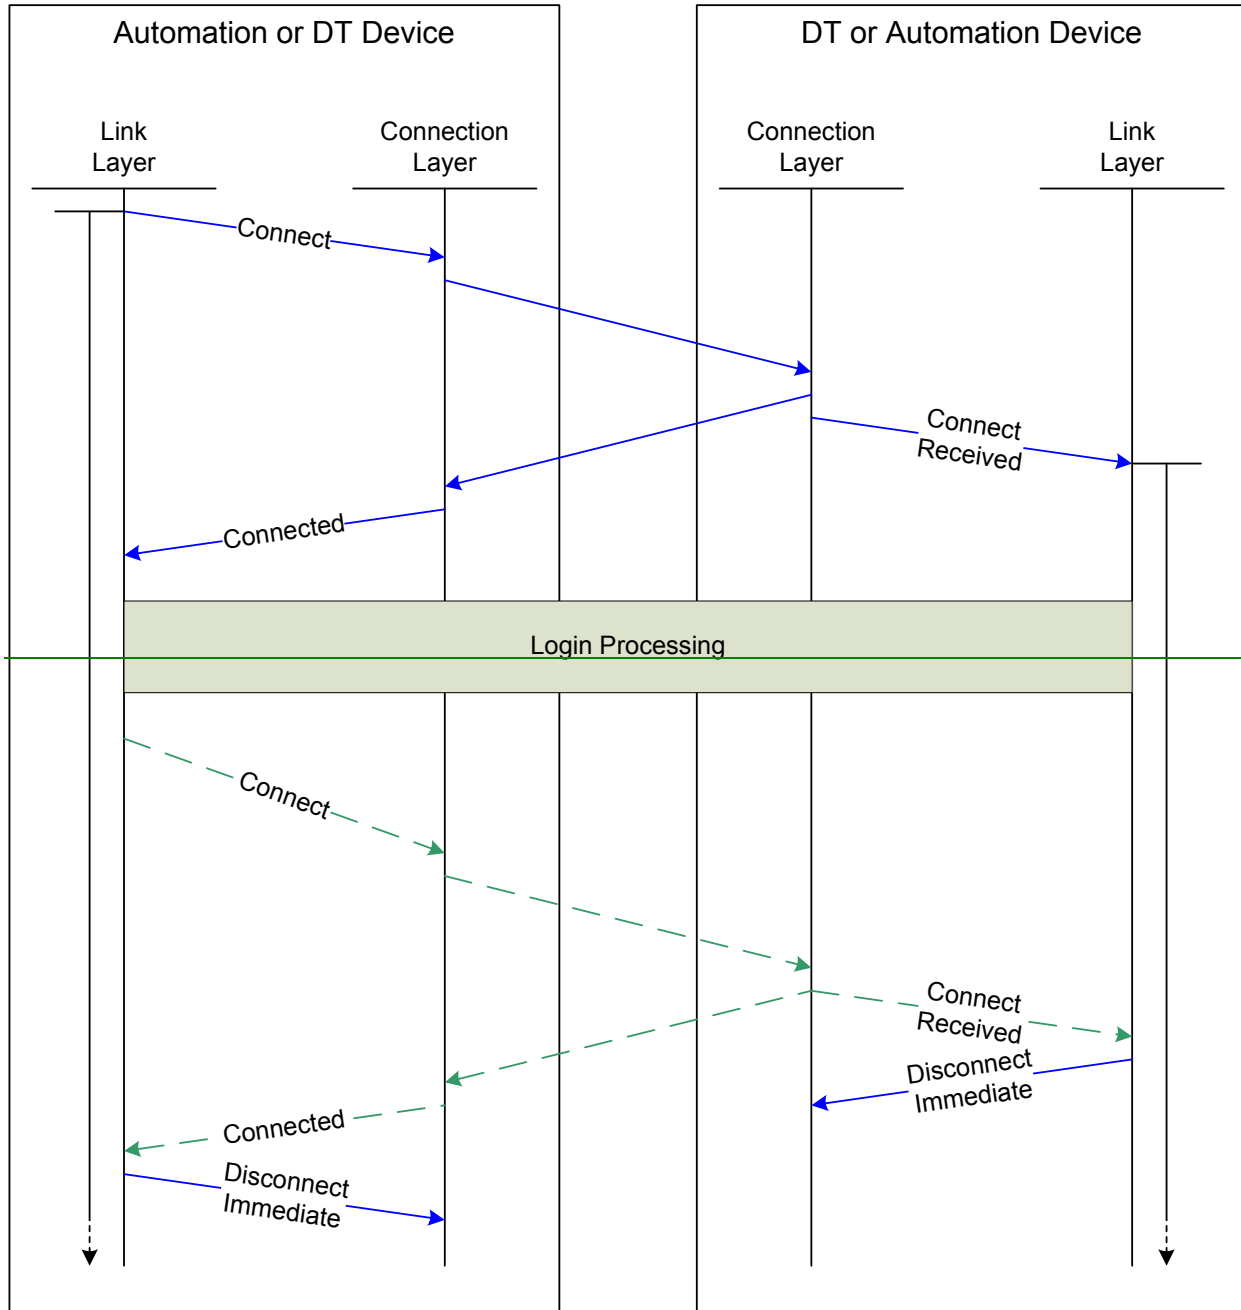 Automation or DT Device
DT or Automation Device
Link
Layer
Connection
Layer
Connection
Layer
Link
Layer
Connect
Connect
Received
Connected
Login Processing
Connect
Connect
Received
Disconnect
Immediate
Connected
Disconnect
Immediate